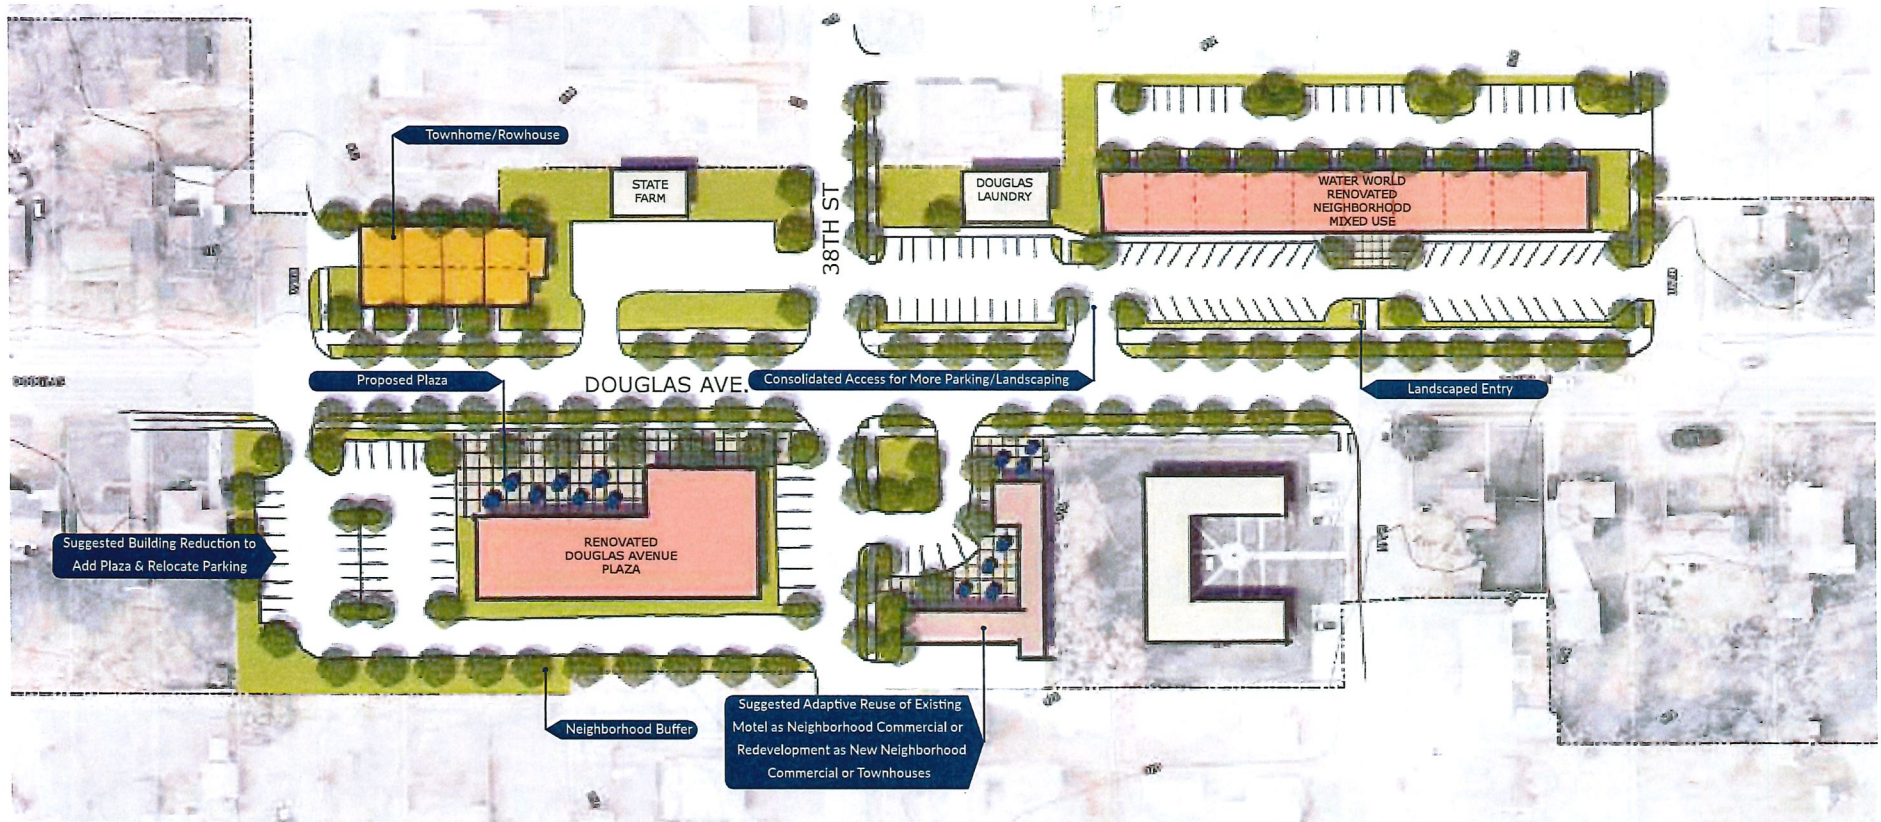 Townhome/Rowhouse
STATE
FARM
38TH ST
DOUGLAS
LAUNDRY
WATER WORLD
RENOVATED
NEIGHBORHOOD
MIXED USE
DOUGLAS
Proposed Plaza
DOUGLAS AVE.
Consolidated Access for More Parking/Landscaping
Landscaped Entry
Suggested Building Reduction to
Add Plaza & Relocate Parking
RENOVATED
DOUGLAS AVENUE
PLAZA
Neighborhood Buffer
Suggested Adaptive Reuse of Existing
Motel as Neighborhood Commercial or
Redevelopment as New Neighborhood
Commercial or Townhouses